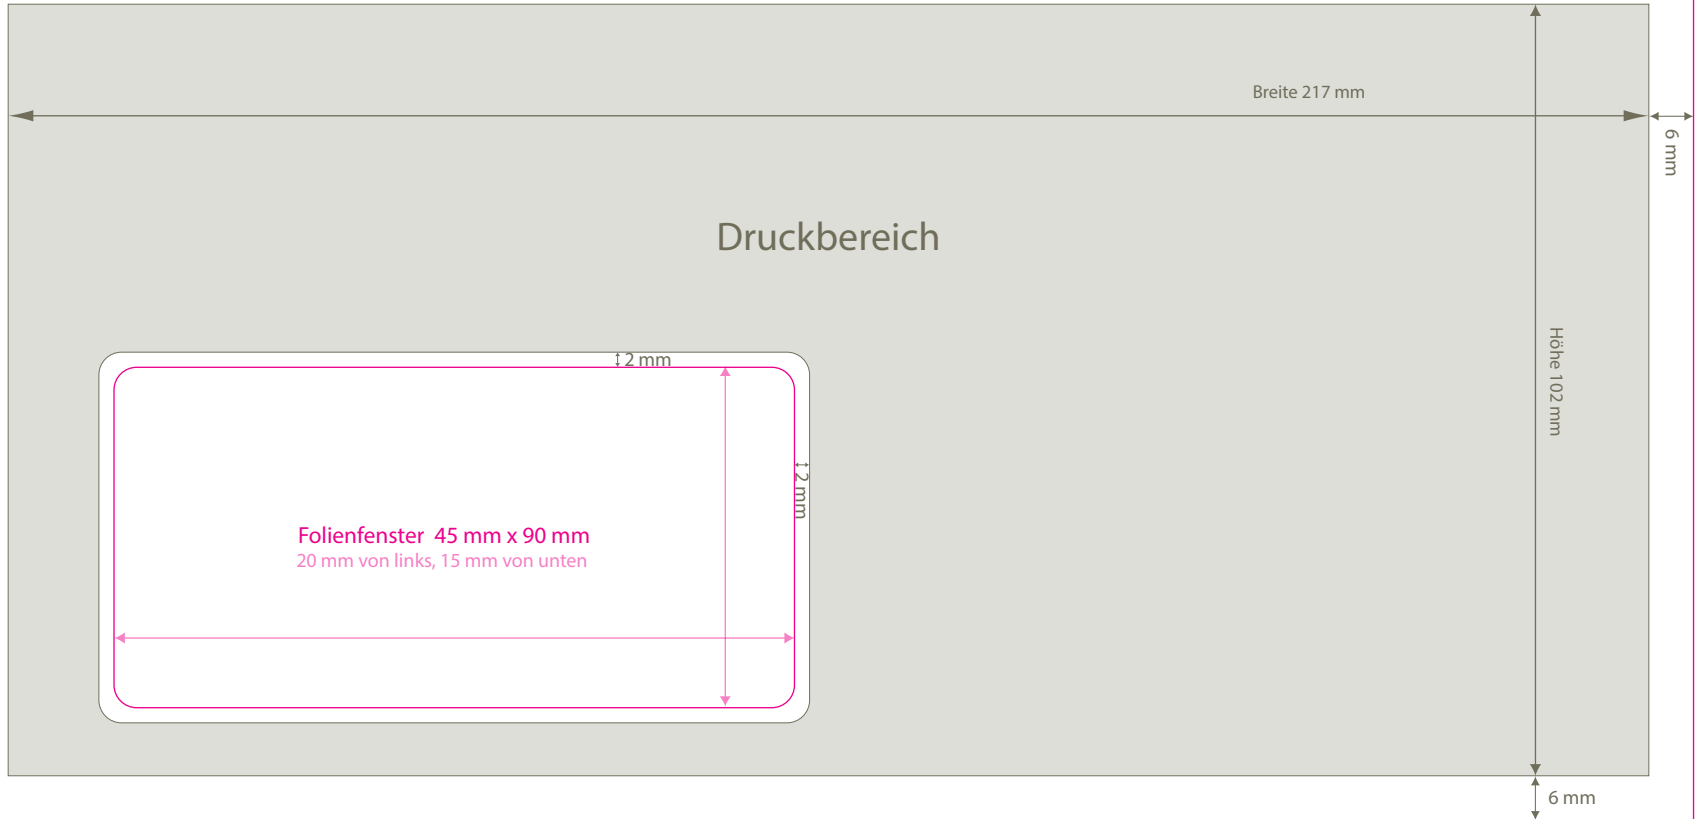 Breite 217 mm
6 mm
Druckbereich
Höhe 102 mm
2 mm
2 mm
Folienfenster 45 mm x 90 mm
20 mm von links, 15 mm von unten
6 mm